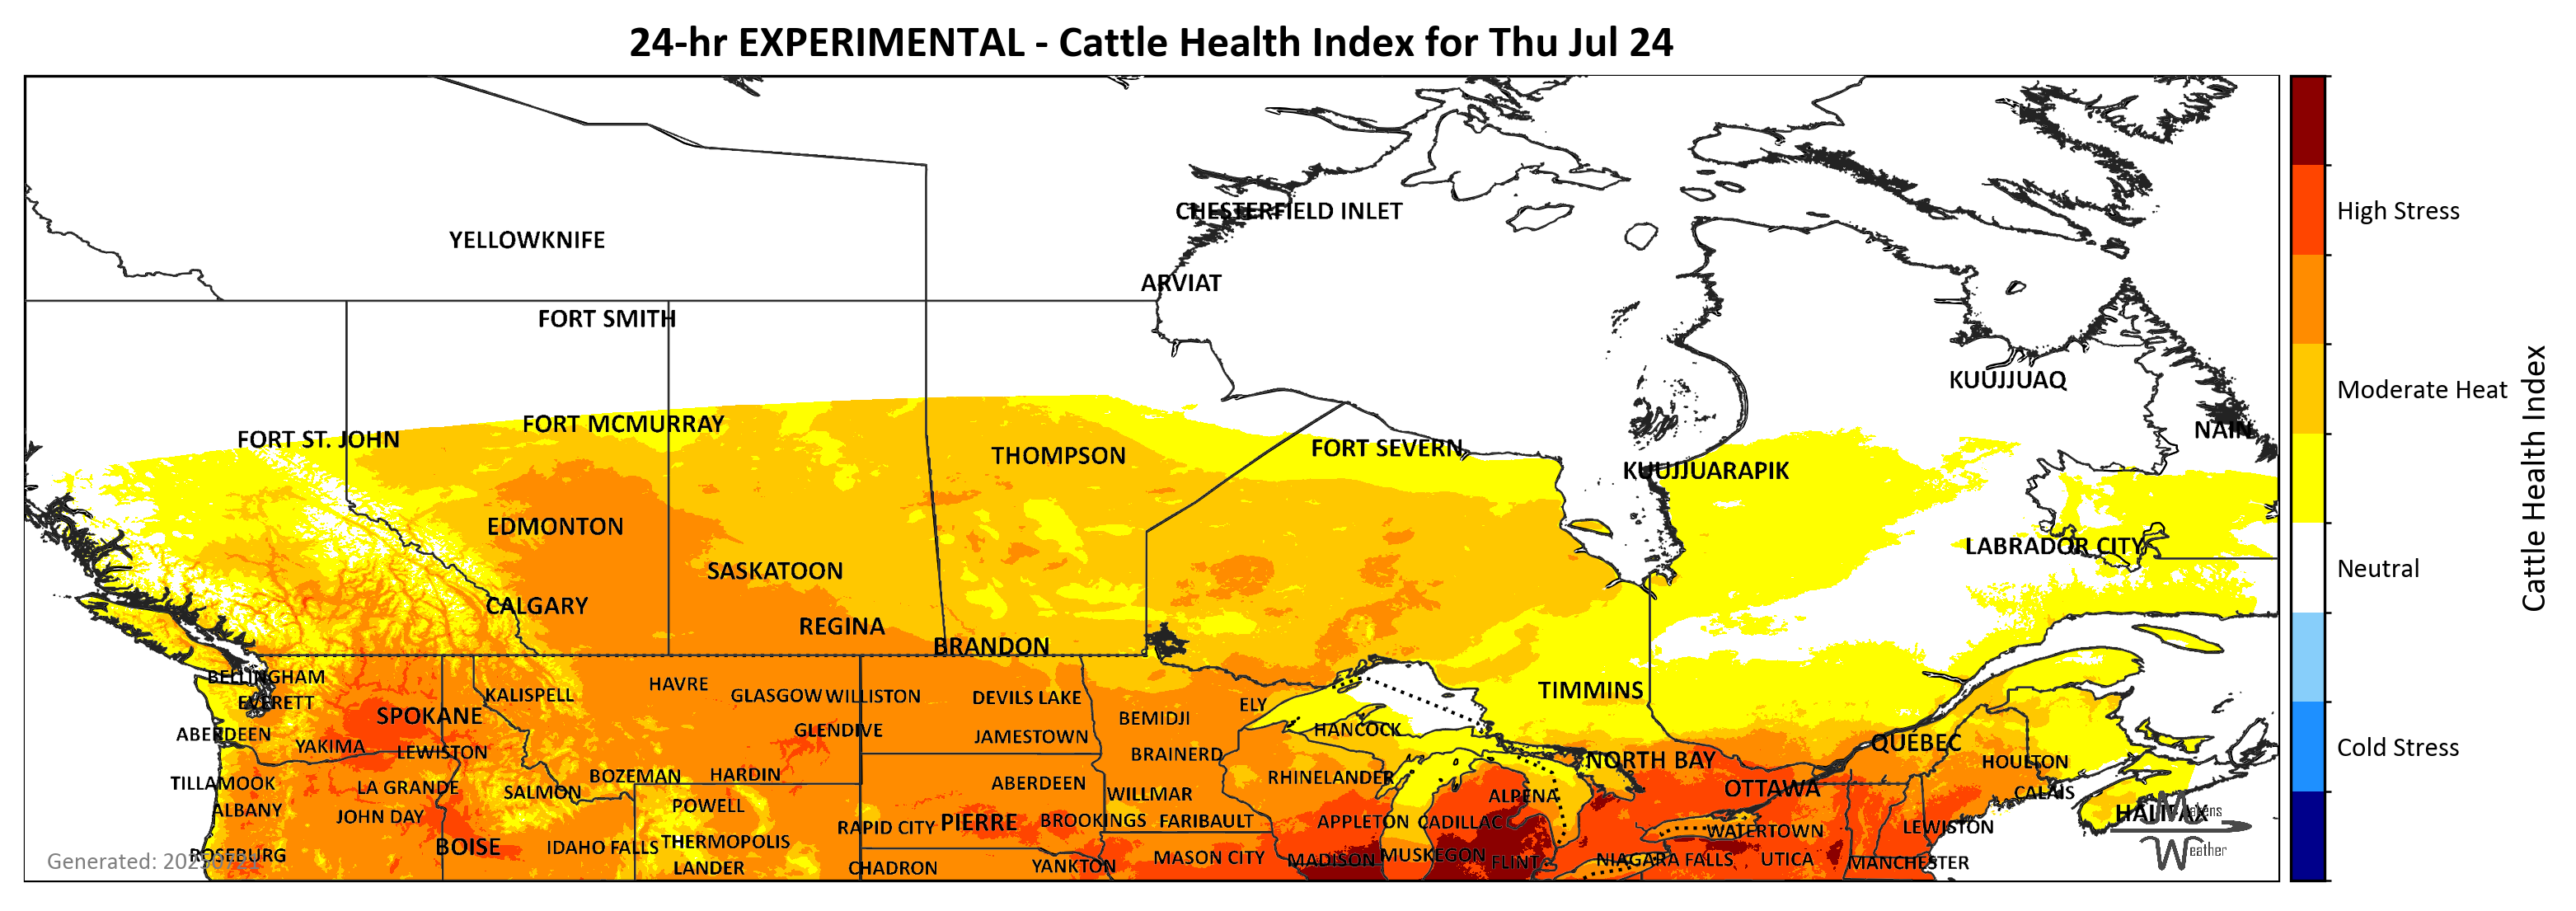 24-hr EXPERIMENTAL - Cattle Health Index for Thu Jul 24
CHESTERFIELD INLET
High Stress
YELLOWKNIFE
ARVIAT
FORT SMITH
KUUJJUAQ
Moderate Heat
FORT MCMURRAY
NAIN
FORT ST. JOHN
THOMPSON
FORT SEVERN
KUUJJUARAPIK
Cattle Health Index
EDMONTON
LABRADOR CITY
SASKATOON
Neutral
CALGARY
REGINA
BRANDON
BELLINGHAM
KALISPELL
HAVRE
GLASGOW
WILLISTON
DEVILS LAKE
TIMMINS
EVERETT
ELY
SPOKANE
BEMIDJI
HANCOCK
GLENDIVE
ABERDEEN
JAMESTOWN
QUEBEC
YAKIMA
LEWISTON
BRAINERD
Cold Stress
NORTH BAY
HOULTON
BOZEMAN
HARDIN
RHINELANDER
TILLAMOOK
LA GRANDE
SALMON
ABERDEEN
WILLMAR
ALPENA
OTTAWA
CALAIS
ALBANY
JOHN DAY
POWELL
HALIFAX
Makens
RAPID CITY
PIERRE
BROOKINGS
FARIBAULT
APPLETON
CADILLAC
WATERTOWN
LEWISTON
BOISE
IDAHO FALLS
THERMOPOLIS
Weather
ROSEBURG
MASON CITY
MADISON
MUSKEGON
FLINT
NIAGARA FALLS
UTICA
MANCHESTER
Generated:
LANDER
CHADRON
YANKTON